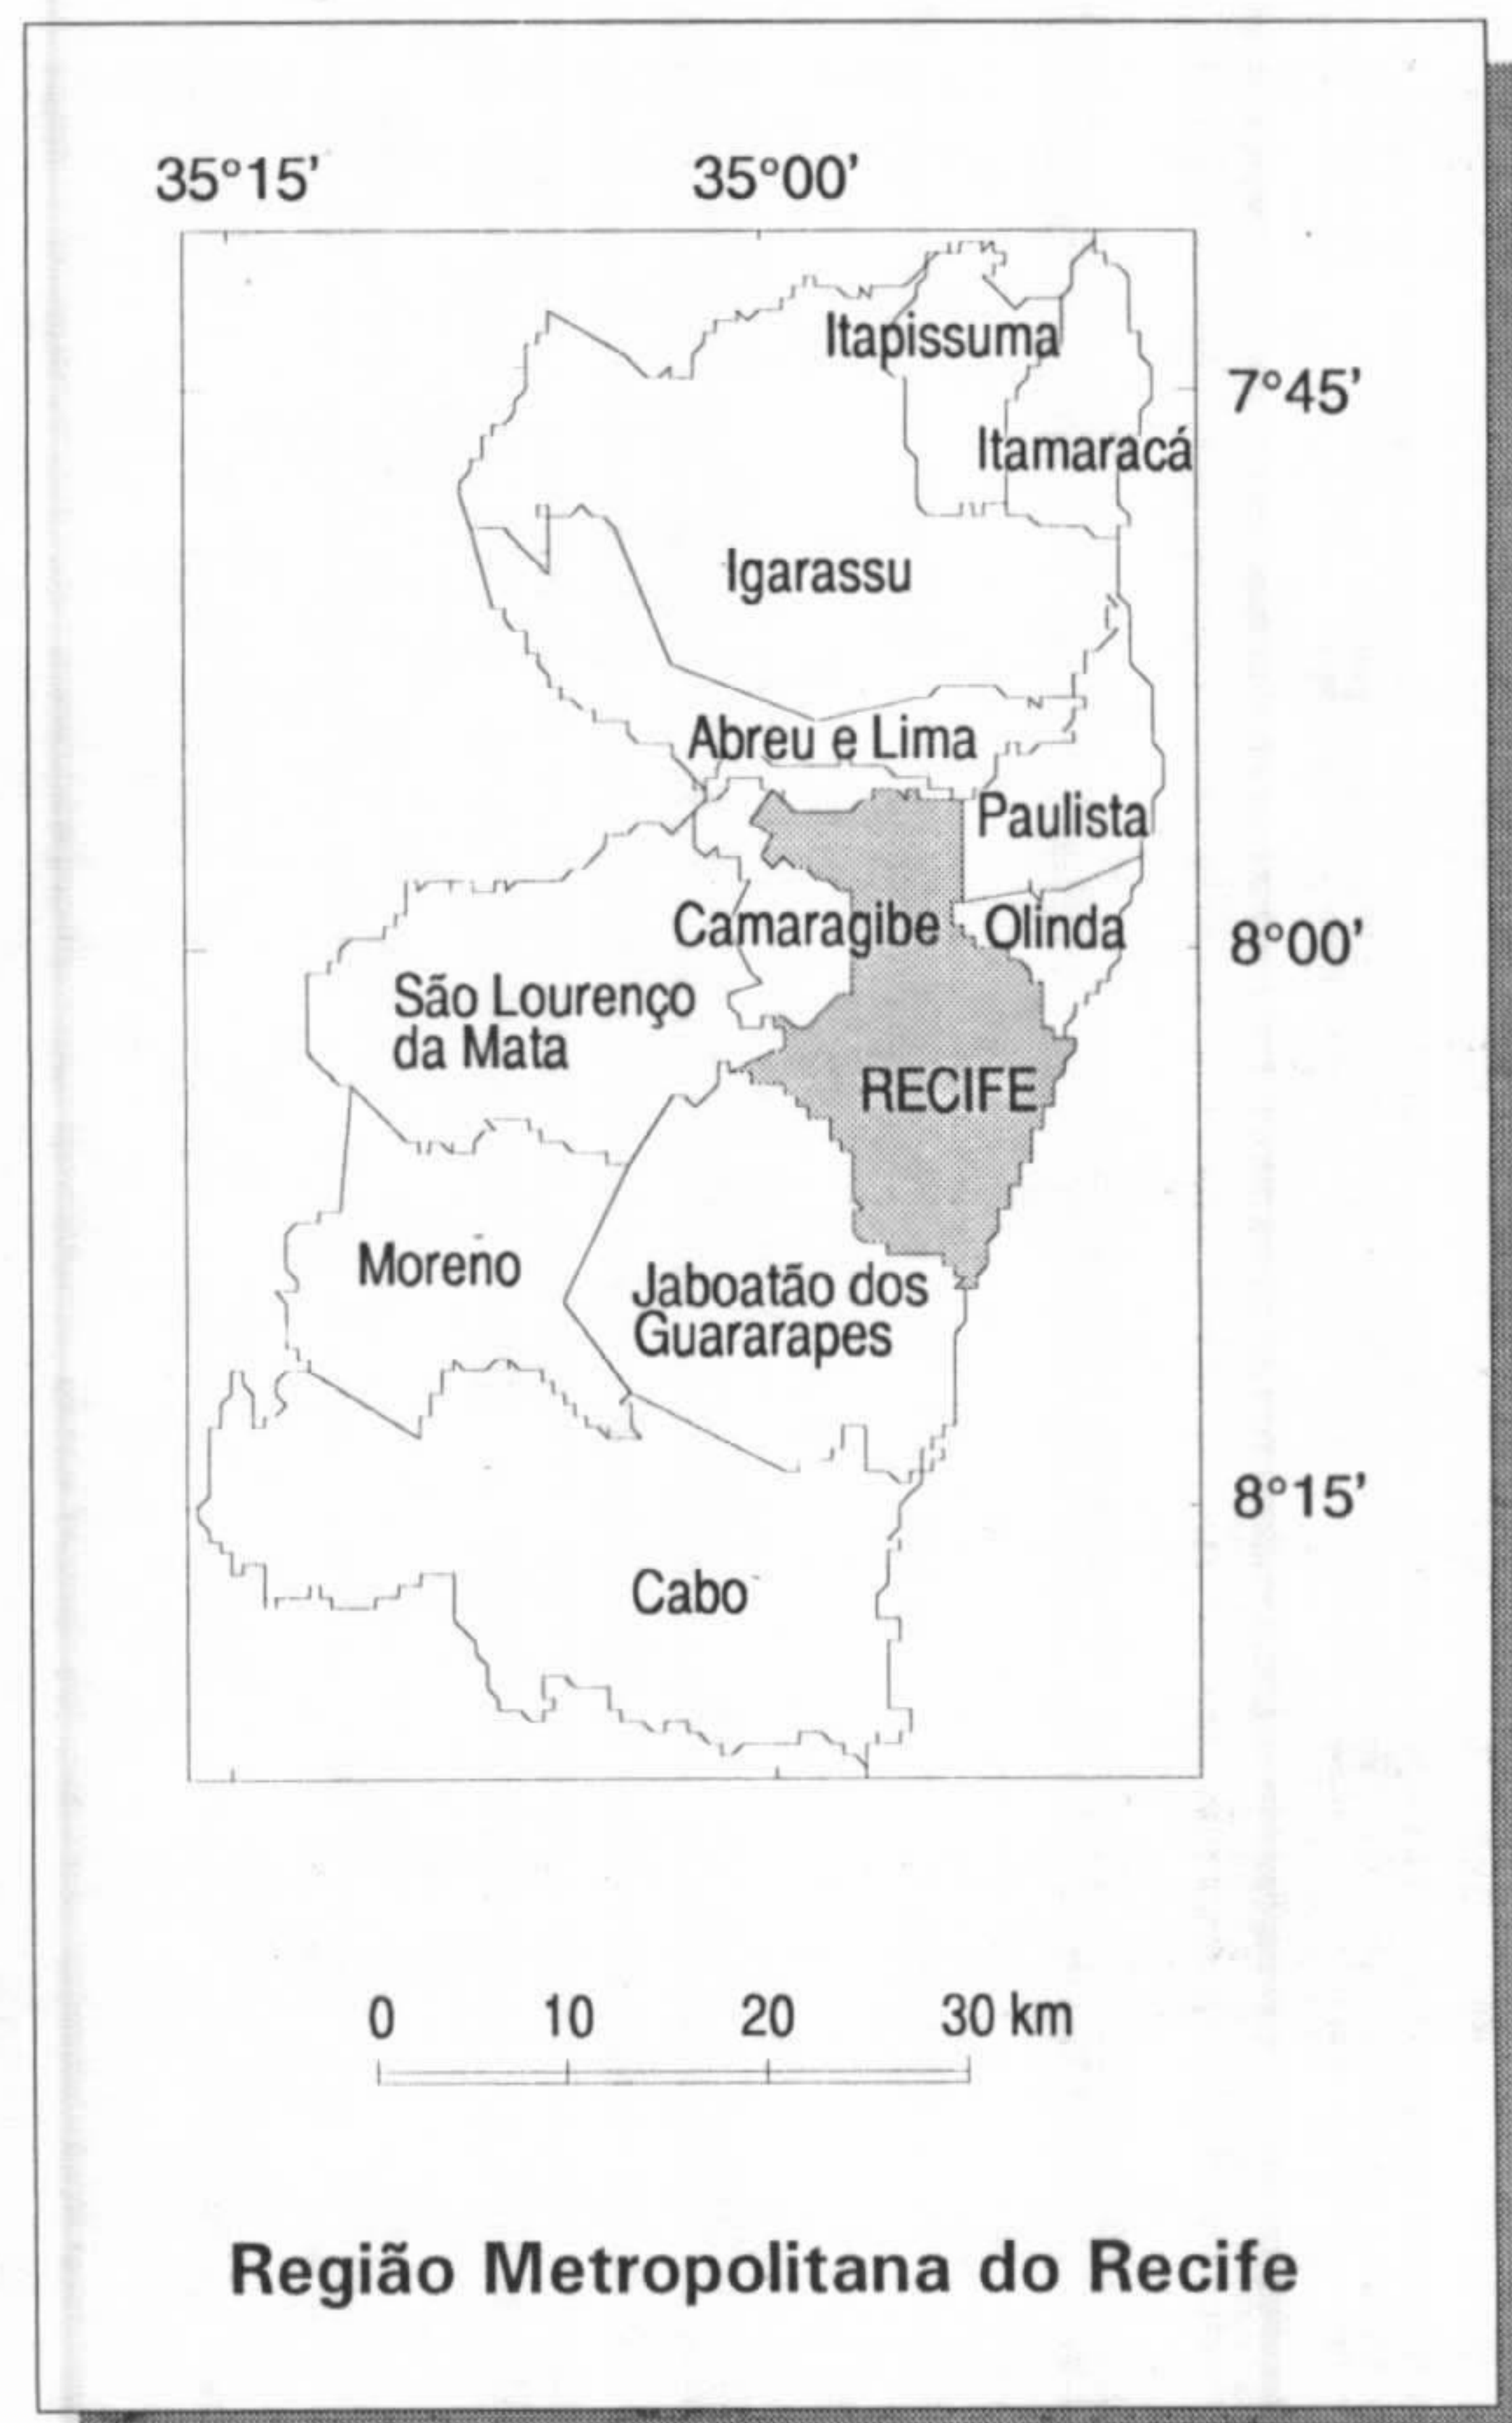 35°15' 35°00'
Itapissuma
7°45'
Itamaracá
Igarassu
Abreu e Lima
Paulista
Camaragibe
Olinda
8°00'
São Lourenço
da Mata
RECIFE
Moreno
Jaboatão dos
Guararapes
8°15'
Cabo
0 10 20 30 km
Região Metropolitana do Recife